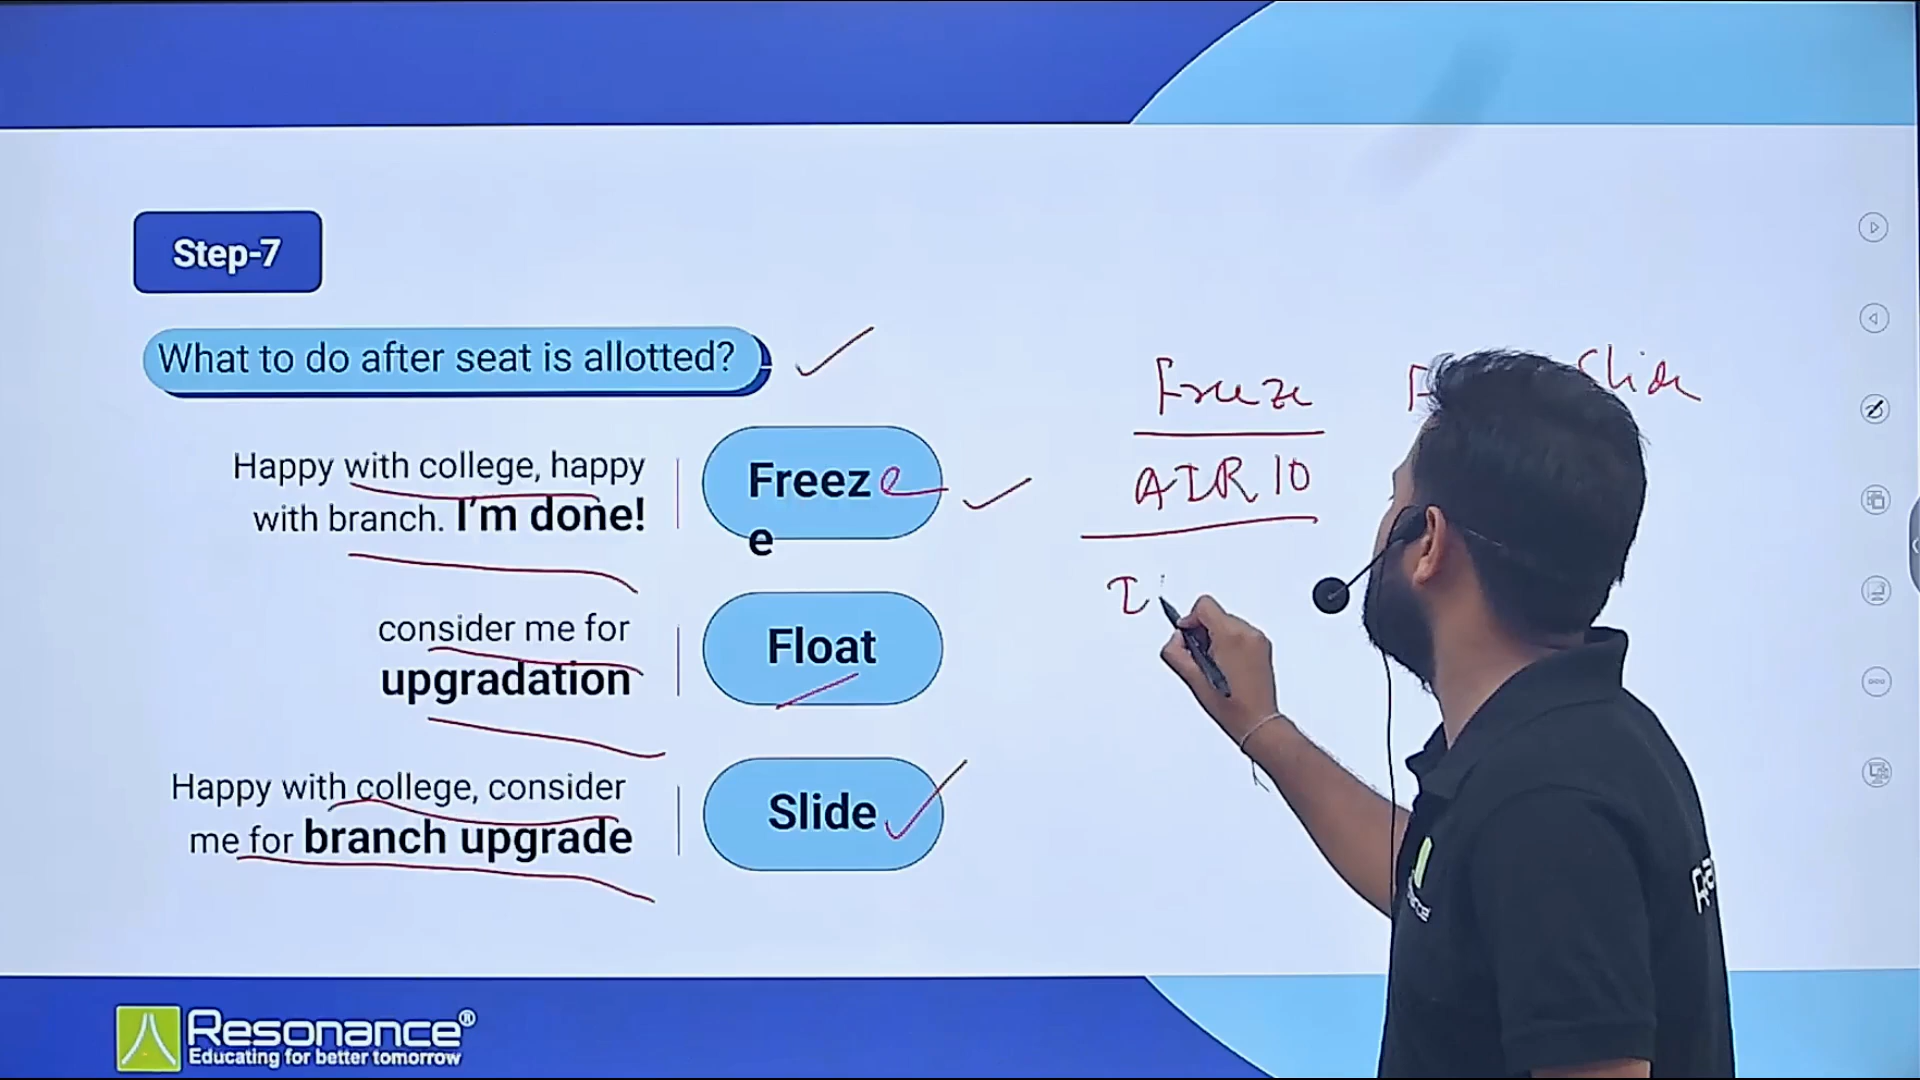 Step-7
What to do after seat is allotted?
Happy with college, happy
with branch. I'm done!
Freez e
e
consider me for
upgradation
Float
Happy with college, consider
me for branch upgrade
Slide
Freeze F Slide
AIR 10
I
Resonance®
Educating for better tomorrow